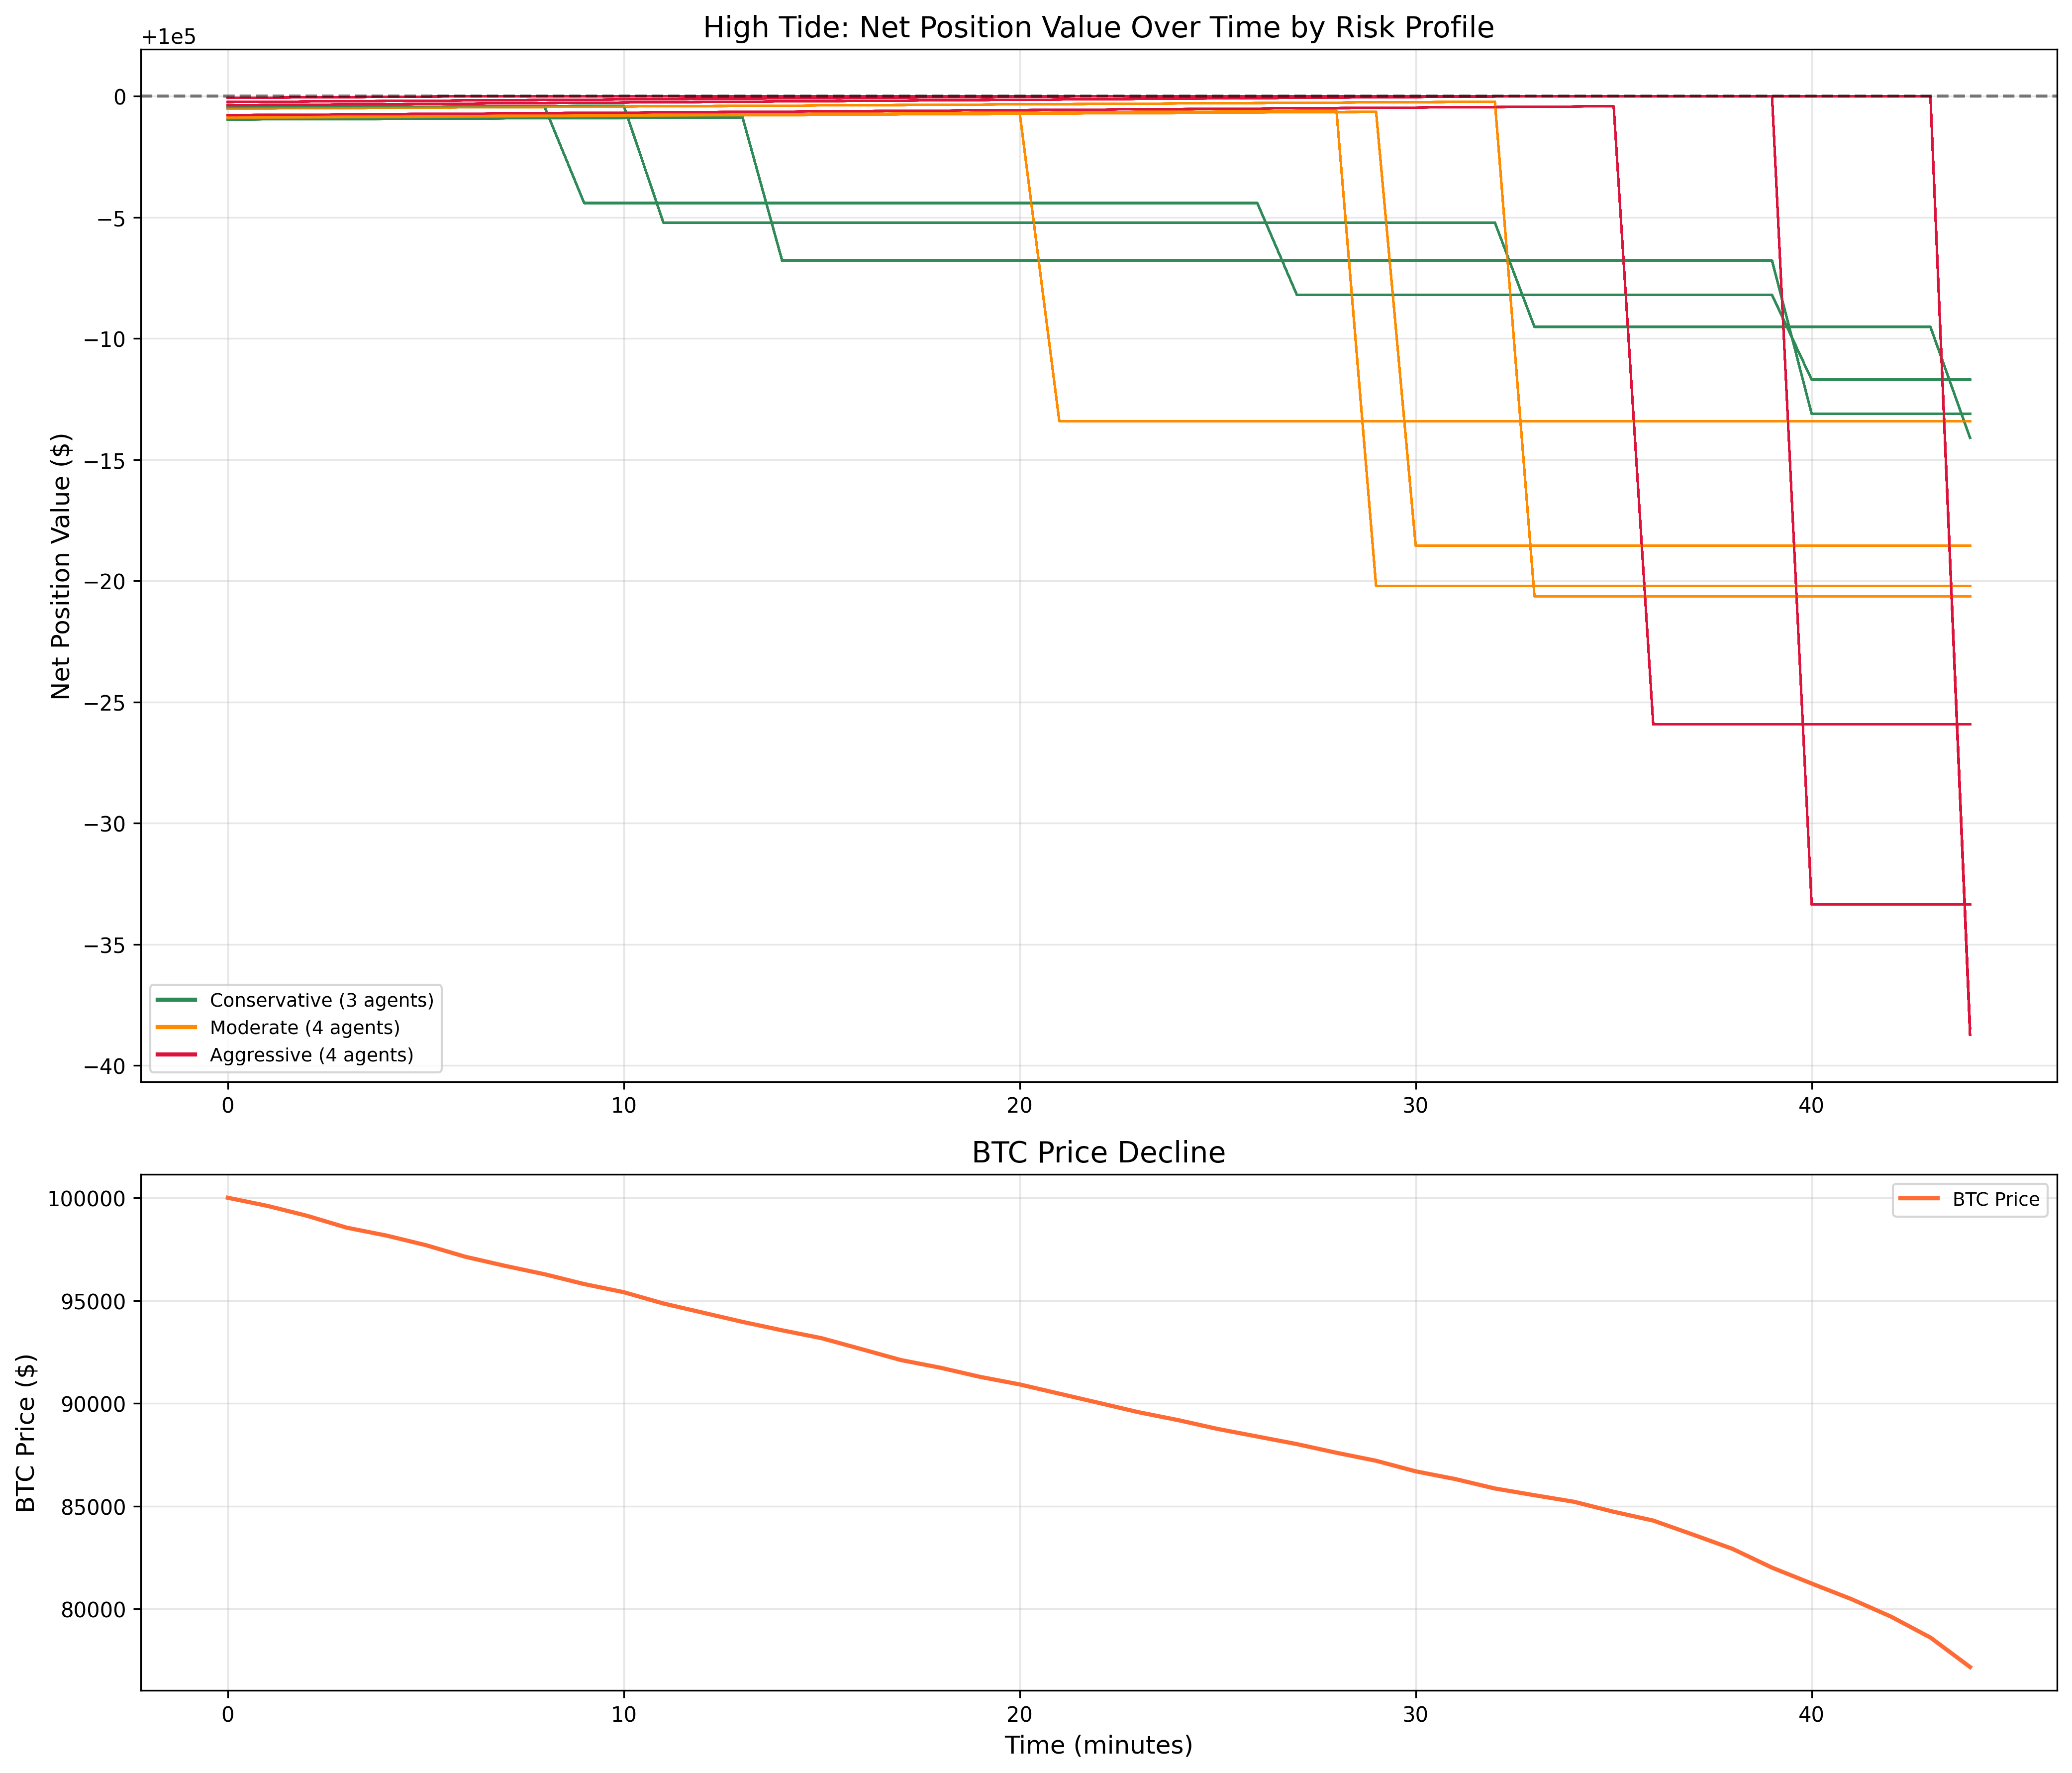 High Tide: Net Position Value Over Time by Risk Profile
+1e5
Net Position Value ($)
0
−5
−10
−15
−20
−25
−30
−35
−40
Conservative (3 agents)
Moderate (4 agents)
Aggressive (4 agents)
0 10 20 30 40
BTC Price Decline
BTC Price ($)
100000
95000
90000
85000
80000
BTC Price
0 10 20 30 40
Time (minutes)